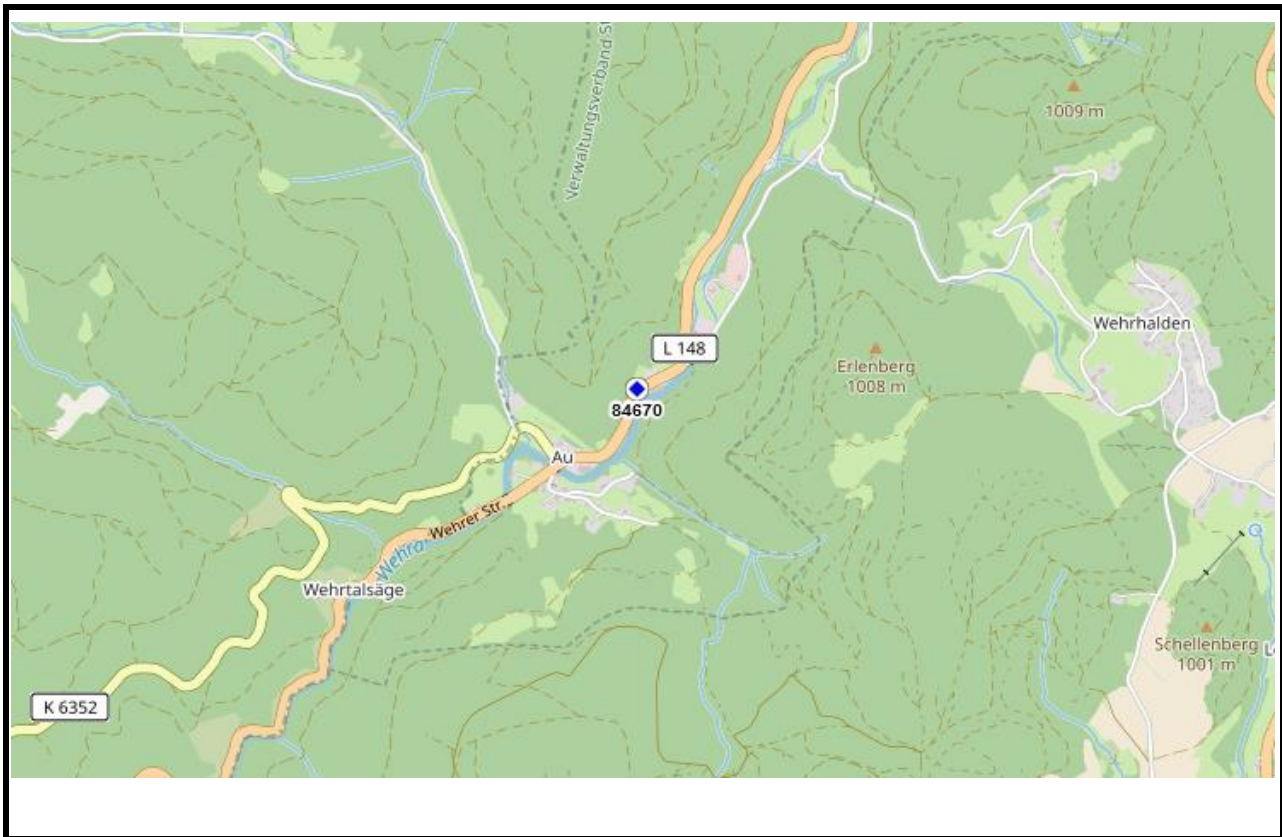 Verwaltungsverband St
1009 m
Wehrhalden
L 148
Erlenberg
1008 m
84670
Au
Wehrer Str.
Wehra
Wehrtalsäge
Schellenberg
1001 m
K 6352